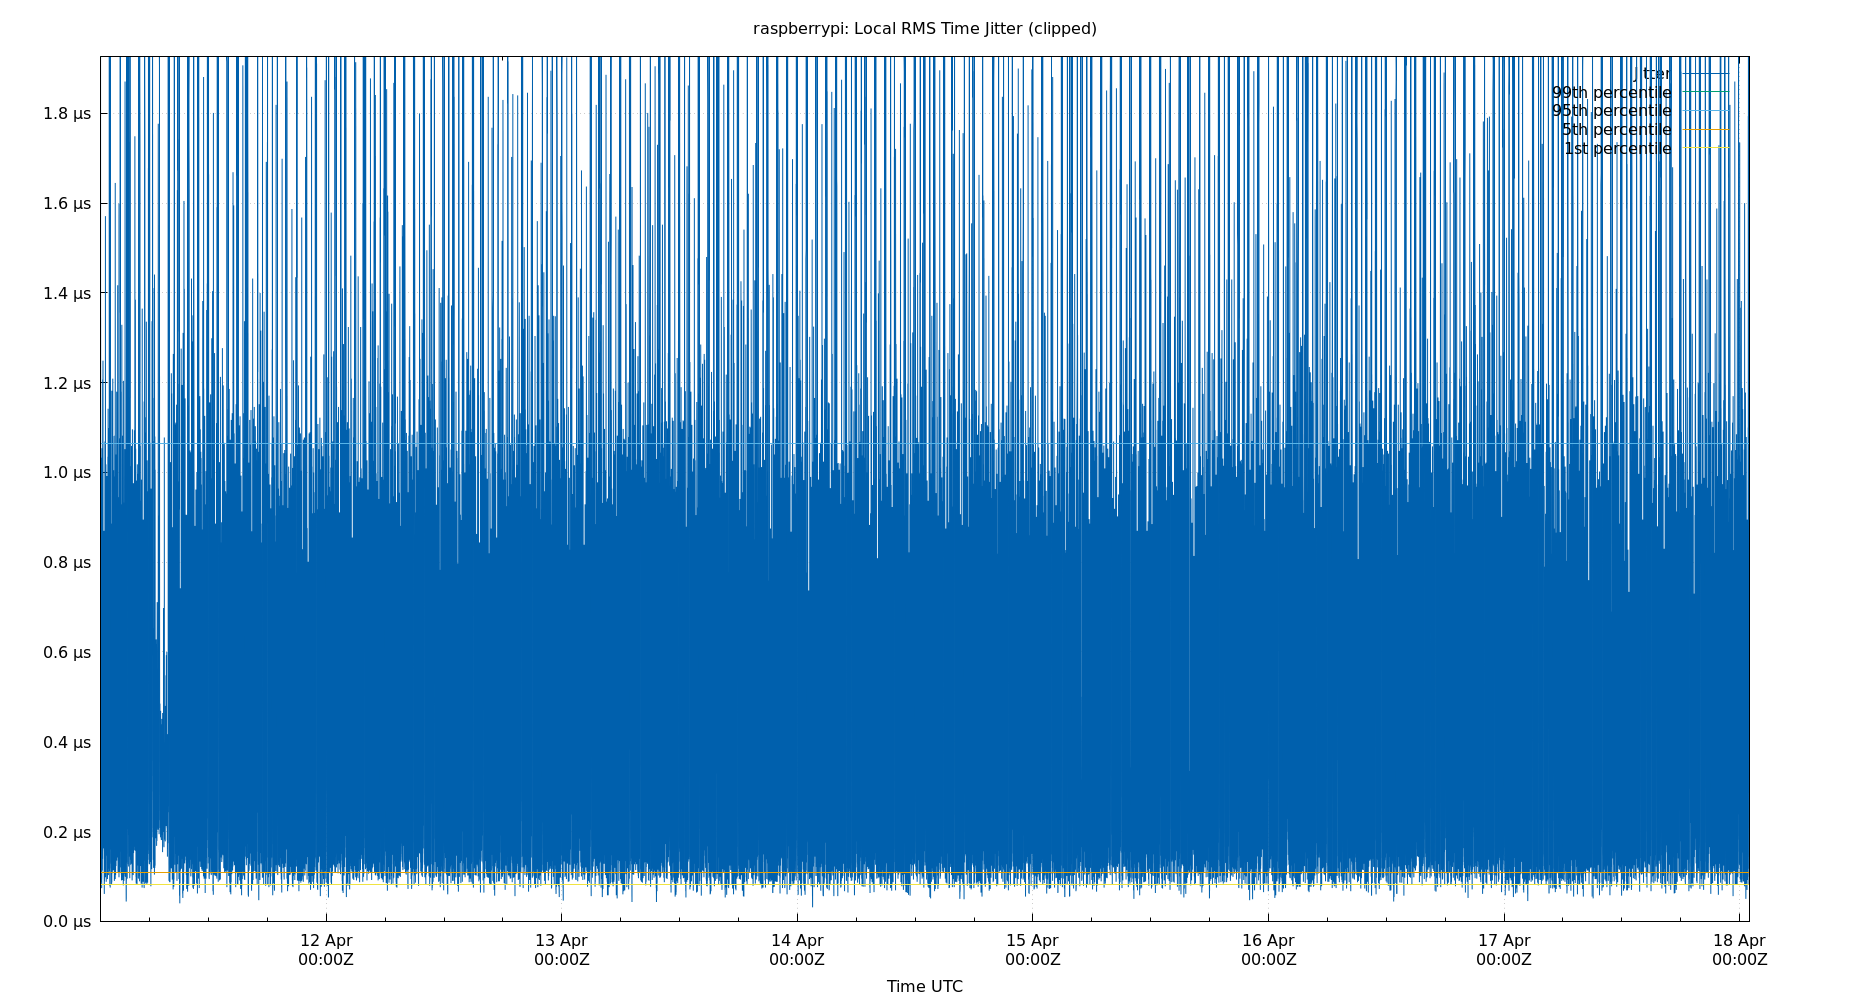 raspberrypi: Local RMS Time Jitter (clipped)
jitter
99th percentile
95th percentile
5th percentile
1st percentile
1.8 µs
1.6 µs
1.4 µs
1.2 µs
1.0 µs
0.8 µs
0.6 µs
0.4 µs
0.2 µs
0.0 µs
12 Apr 13 Apr 14 Apr 15 Apr 16 Apr 17 Apr 18 Apr
00:00Z 00:00Z 00:00Z 00:00Z 00:00Z 00:00Z 00:00Z
Time UTC